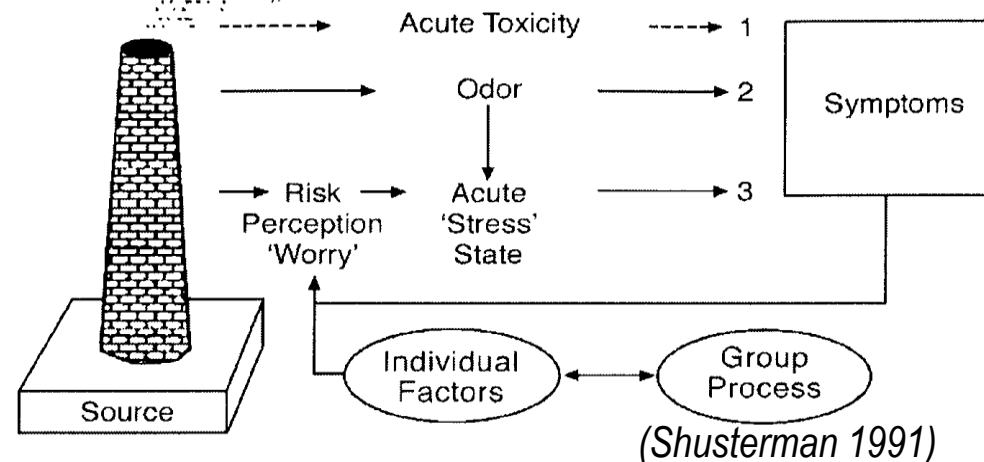 Acute Toxicity
1
Odor
2
Symptoms
Risk
Perception
'Worry'
Acute
'Stress'
State
3
Individual
Factors
Group
Process
Source
(Shusterman 1991)